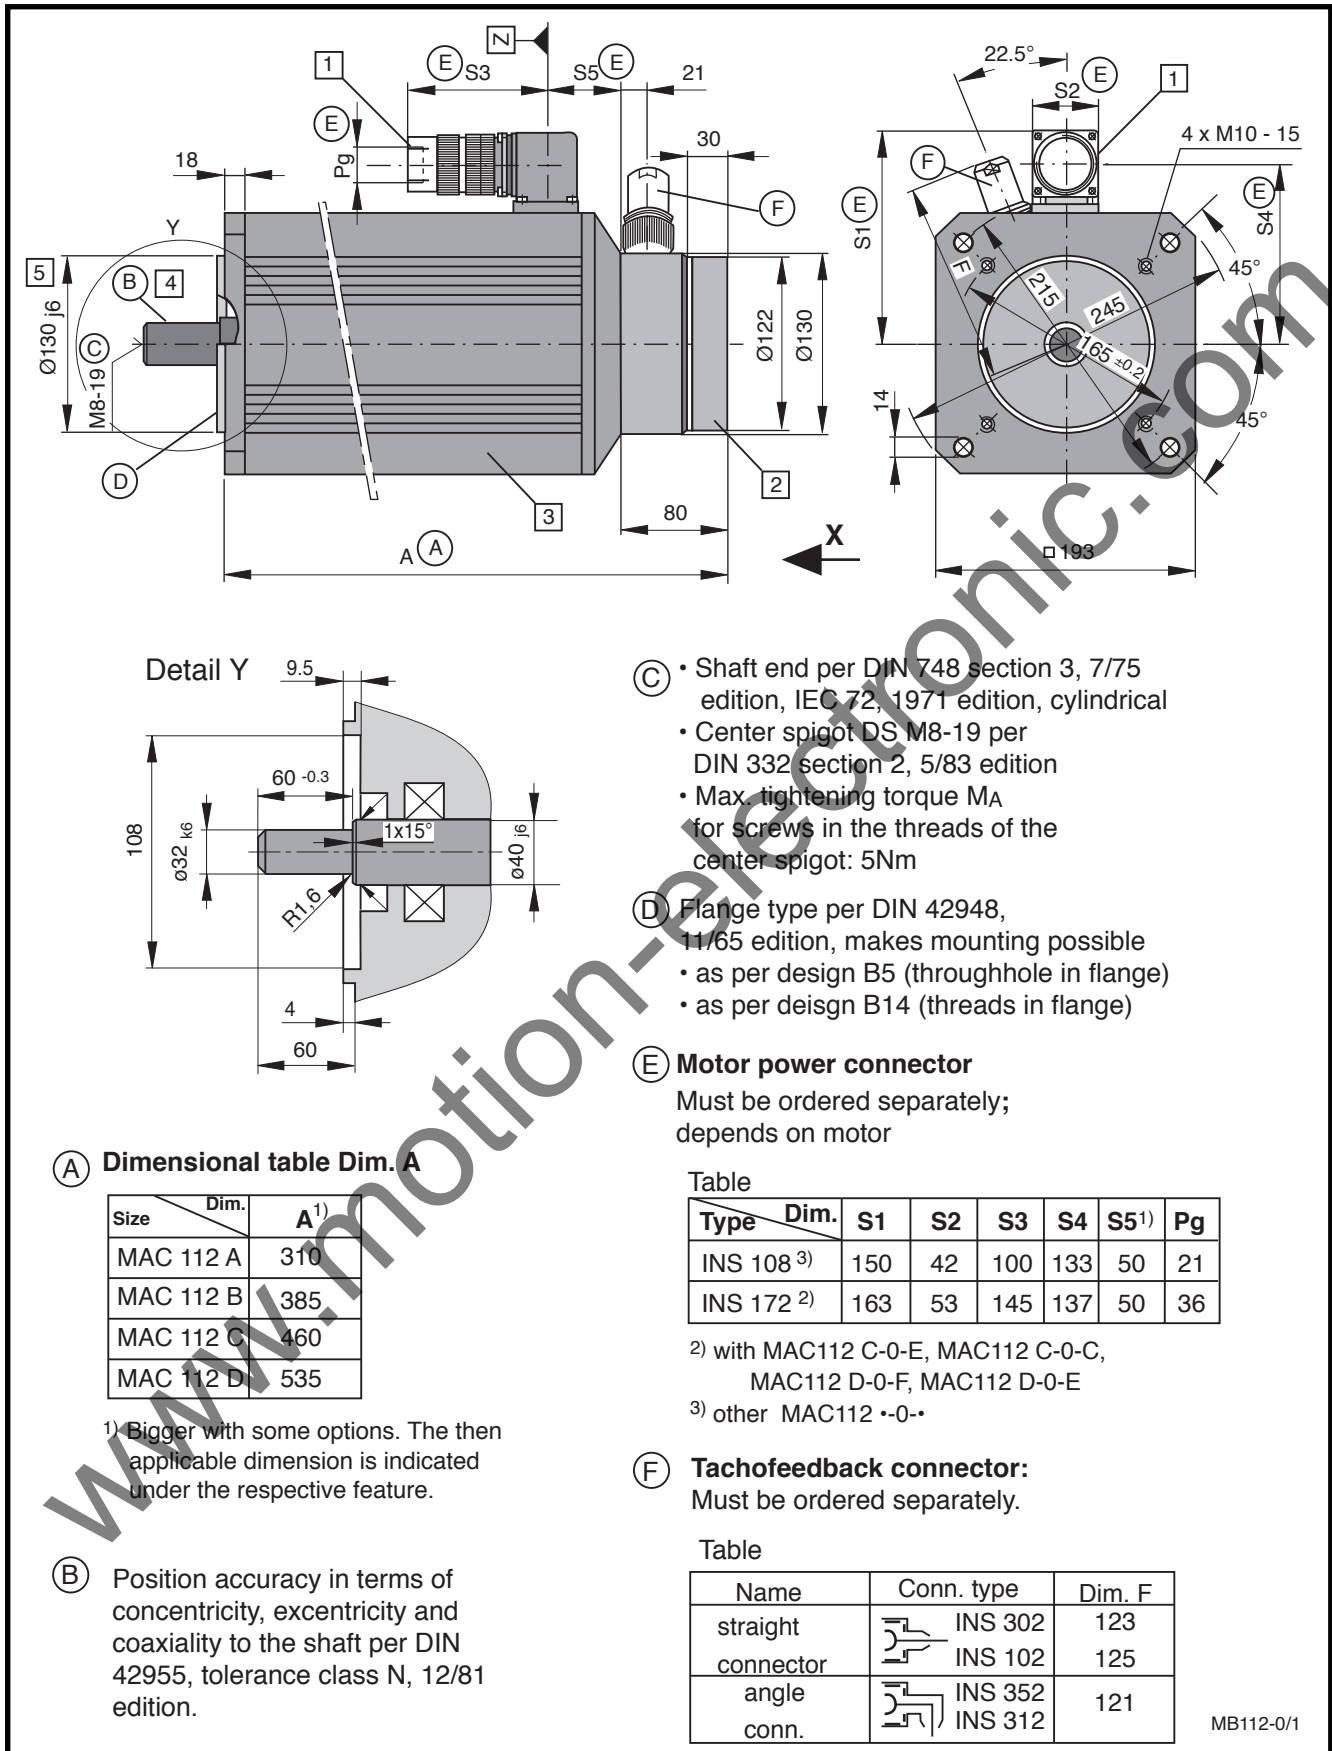 Z
1
E
S3
S5
E
21
E
Pg
30
18
F
Y
5
B
4
Ø130 j6
C
M8-19
D
Ø122
Ø130
2
3
80
A
A
X
22.5°
E
S2
1
4 x M10 - 15
F
S1
E
E
S4
F
215
245
165 ±0.2
45°
45°
14
193
Detail Y
9.5
60 -0.3
108
ø32 k6
1x15°
ø40 j6
R1,6
4
60
C
• Shaft end per DIN 748 section 3, 7/75
edition, IEC 72, 1971 edition, cylindrical
• Center spigot DS M8-19 per
DIN 332 section 2, 5/83 edition
• Max. tightening torque MA
for screws in the threads of the
center spigot: 5Nm
D Flange type per DIN 42948,
11/65 edition, makes mounting possible
• as per design B5 (throughhole in flange)
• as per deisgn B14 (threads in flange)
E Motor power connector
Must be ordered separately;
depends on motor
Table
Type Dim. S1 S2 S3 S4 S5 1) Pg
INS 108 3) 150 42 100 133 50 21
INS 172 2) 163 53 145 137 50 36
2) with MAC112 C-0-E, MAC112 C-0-C,
MAC112 D-0-F, MAC112 D-0-E
3) other MAC112 •-0-•
A Dimensional table Dim. A
Size Dim. A 1)
MAC 112 A 310
MAC 112 B 385
MAC 112 C 460
MAC 112 D 535
1) Bigger with some options. The then
applicable dimension is indicated
under the respective feature.
B Position accuracy in terms of
concentricity, excentricity and
coaxiality to the shaft per DIN
42955, tolerance class N, 12/81
edition.
F Tachofeedback connector:
Must be ordered separately.
Table
Name Conn. type Dim. F
straight INS 302 123
connector INS 102 125
angle INS 352 121
conn. INS 312
MB112-0/1
www.motion-electronic.com